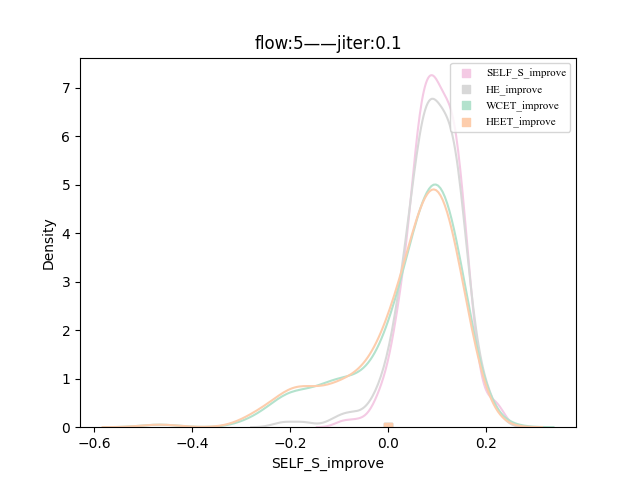 flow:5——jiter:0.1
SELF_S_improve
HE_improve
WCET_improve
HEET_improve
Density
7
6
5
4
3
2
1
0
−0.6 −0.4 −0.2 0.0 0.2
SELF_S_improve